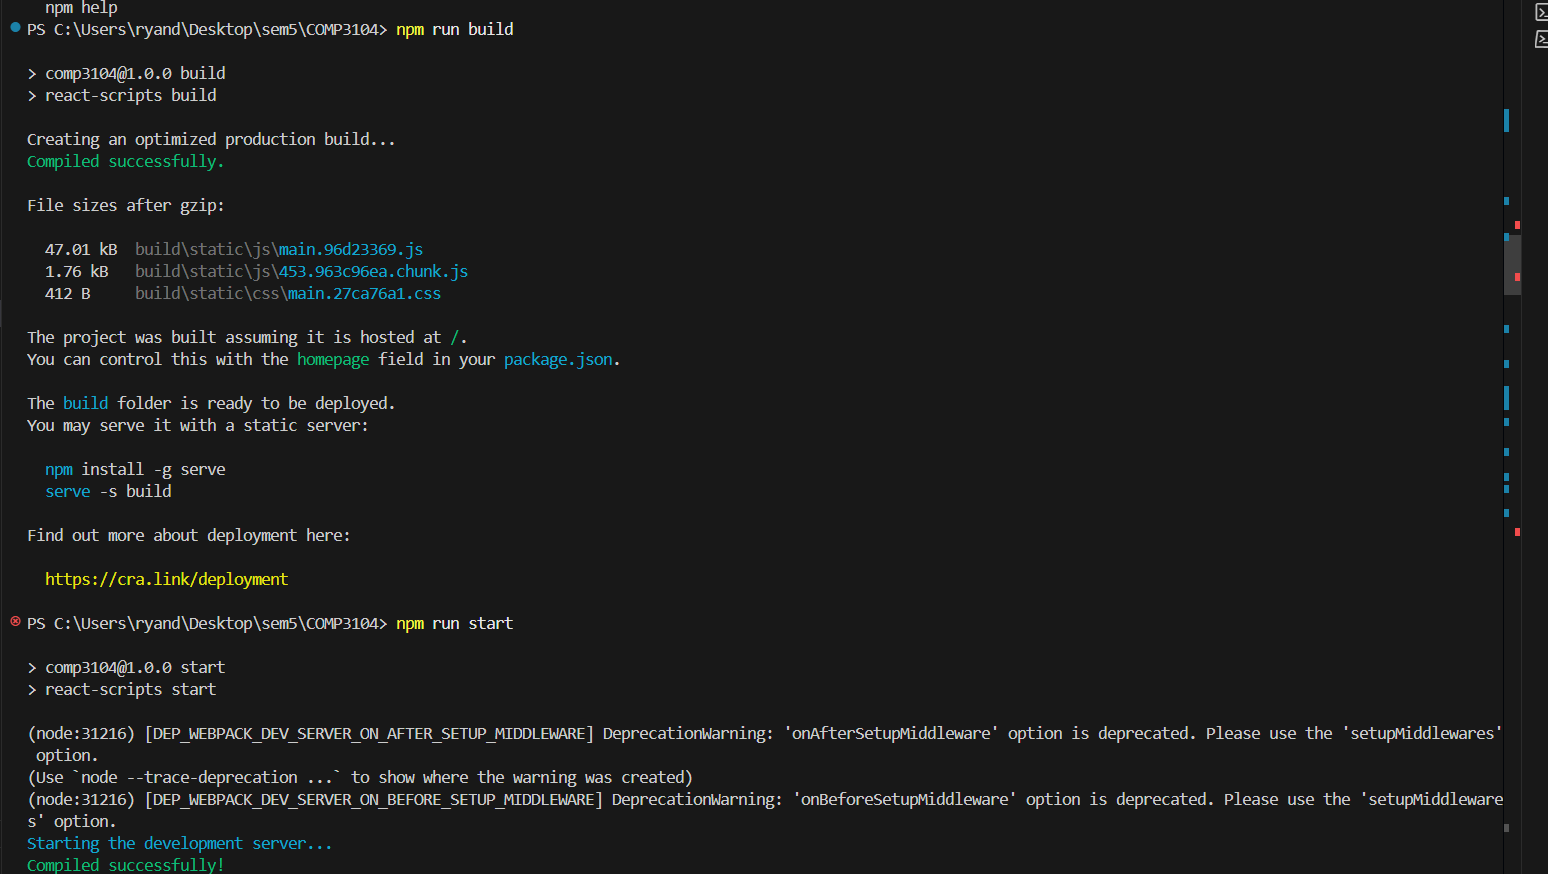 npm help
PS C:\Users\ryand\Desktop\sem5\COMP3104> npm run build
> comp3104@1.0.0 build
> react-scripts build
Creating an optimized production build...
Compiled successfully.
File sizes after gzip:
47.01 kB  build\static\js\main.96d23369.js
1.76 kB   build\static\js\453.963c96ea.chunk.js
412 B     build\static\css\main.27ca76a1.css
The project was built assuming it is hosted at /.
You can control this with the homepage field in your package.json.
The build folder is ready to be deployed.
You may serve it with a static server:
npm install -g serve
serve -s build
Find out more about deployment here:
https://cra.link/deployment
PS C:\Users\ryand\Desktop\sem5\COMP3104> npm run start
> comp3104@1.0.0 start
> react-scripts start
(node:31216) [DEP_WEBPACK_DEV_SERVER_ON_AFTER_SETUP_MIDDLEWARE] DeprecationWarning: 'onAfterSetupMiddleware' option is deprecated. Please use the 'setupMiddlewares'
option.
(Use `node --trace-deprecation ...` to show where the warning was created)
(node:31216) [DEP_WEBPACK_DEV_SERVER_ON_BEFORE_SETUP_MIDDLEWARE] DeprecationWarning: 'onBeforeSetupMiddleware' option is deprecated. Please use the 'setupMiddleware
s' option.
Starting the development server...
Compiled successfully!